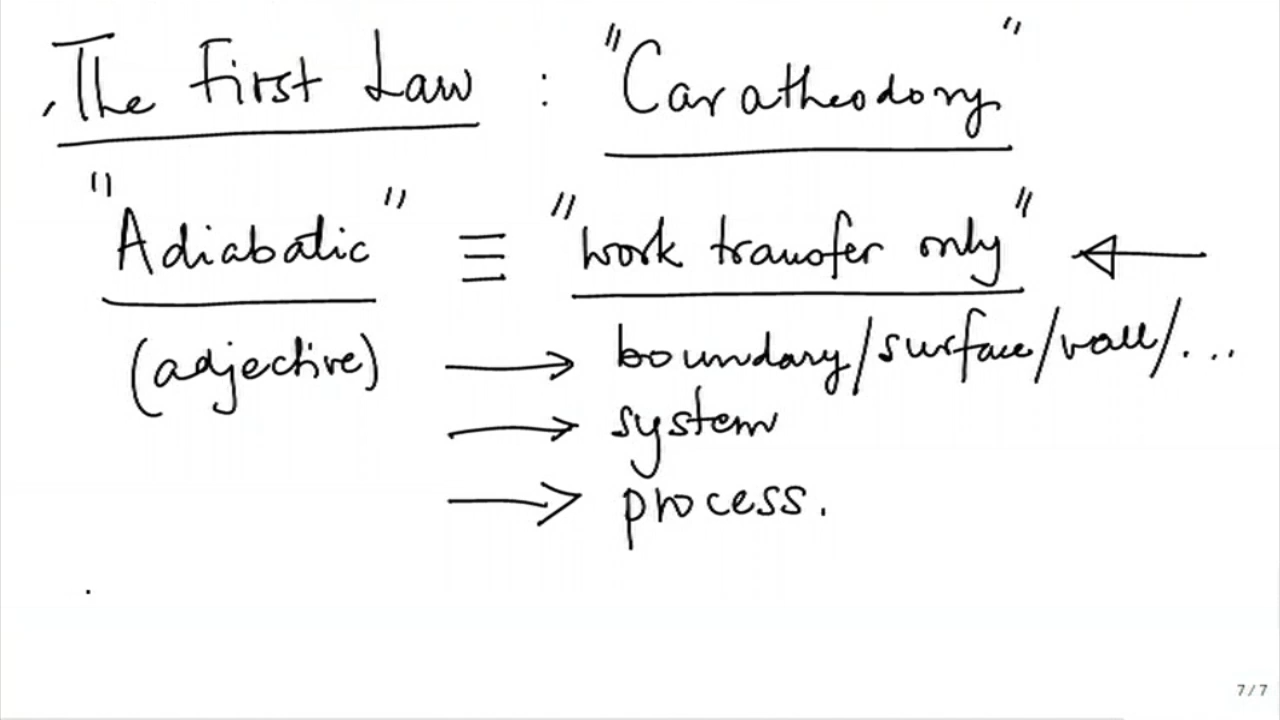 The First Law : "Caratheodory"
"Adiabatic" ≡ "work transfer only" ←
(adjective) → boundary/surface/wall/...
→ system
→ process.
7/7